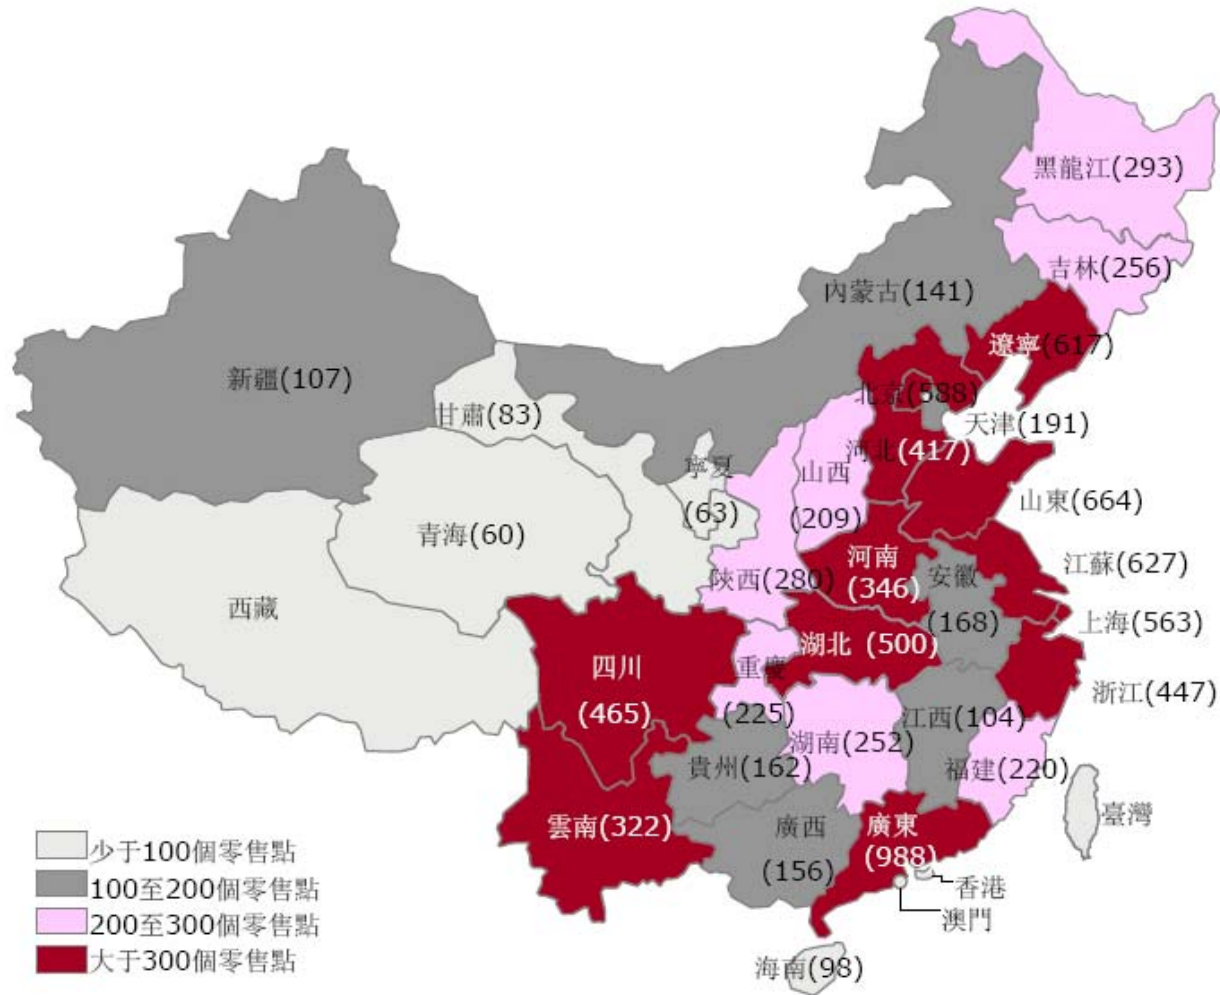 黑龍江(293)
吉林(256)
內蒙古(141)
遼寧(617)
新疆(107)
北京(588)
甘肅(83)
天津(191)
河北(417)
寧夏
(63)
山西
(209)
山東(664)
青海(60)
河南
(346)
江蘇(627)
陝西(280)
安徽
(168)
西藏
上海(563)
湖北 (500)
四川
(465)
重慶
(225)
浙江(447)
江西(104)
湖南(252)
貴州(162)
福建(220)
臺灣
雲南(322)
廣西
(156)
廣東
(988)
香港
澳門
海南(98)
少于100個零售點
100至200個零售點
200至300個零售點
大于300個零售點